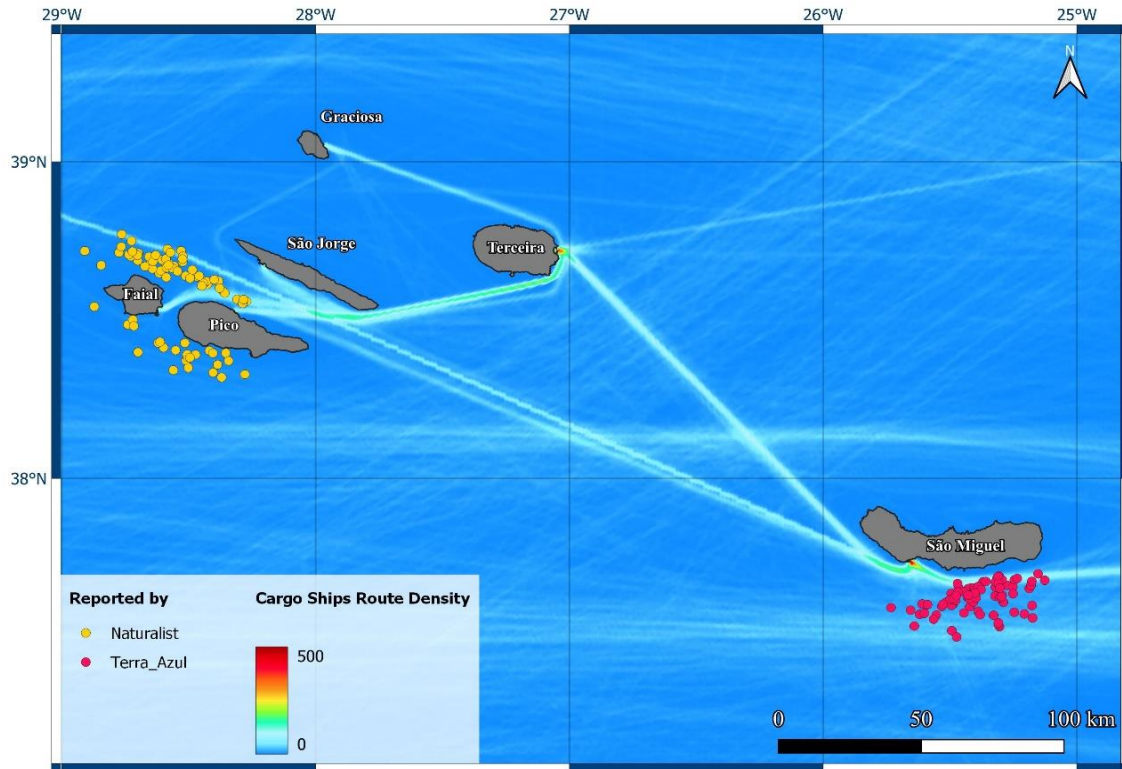 29°W 28°W 27°W 26°W 25°W
N
Graciosa
39°N
São Jorge
Terceira
Faial
Pico
38°N
São Miguel
Reported by
Naturalist
Terra_Azul
Cargo Ships Route Density
500
0
0 50 100 km